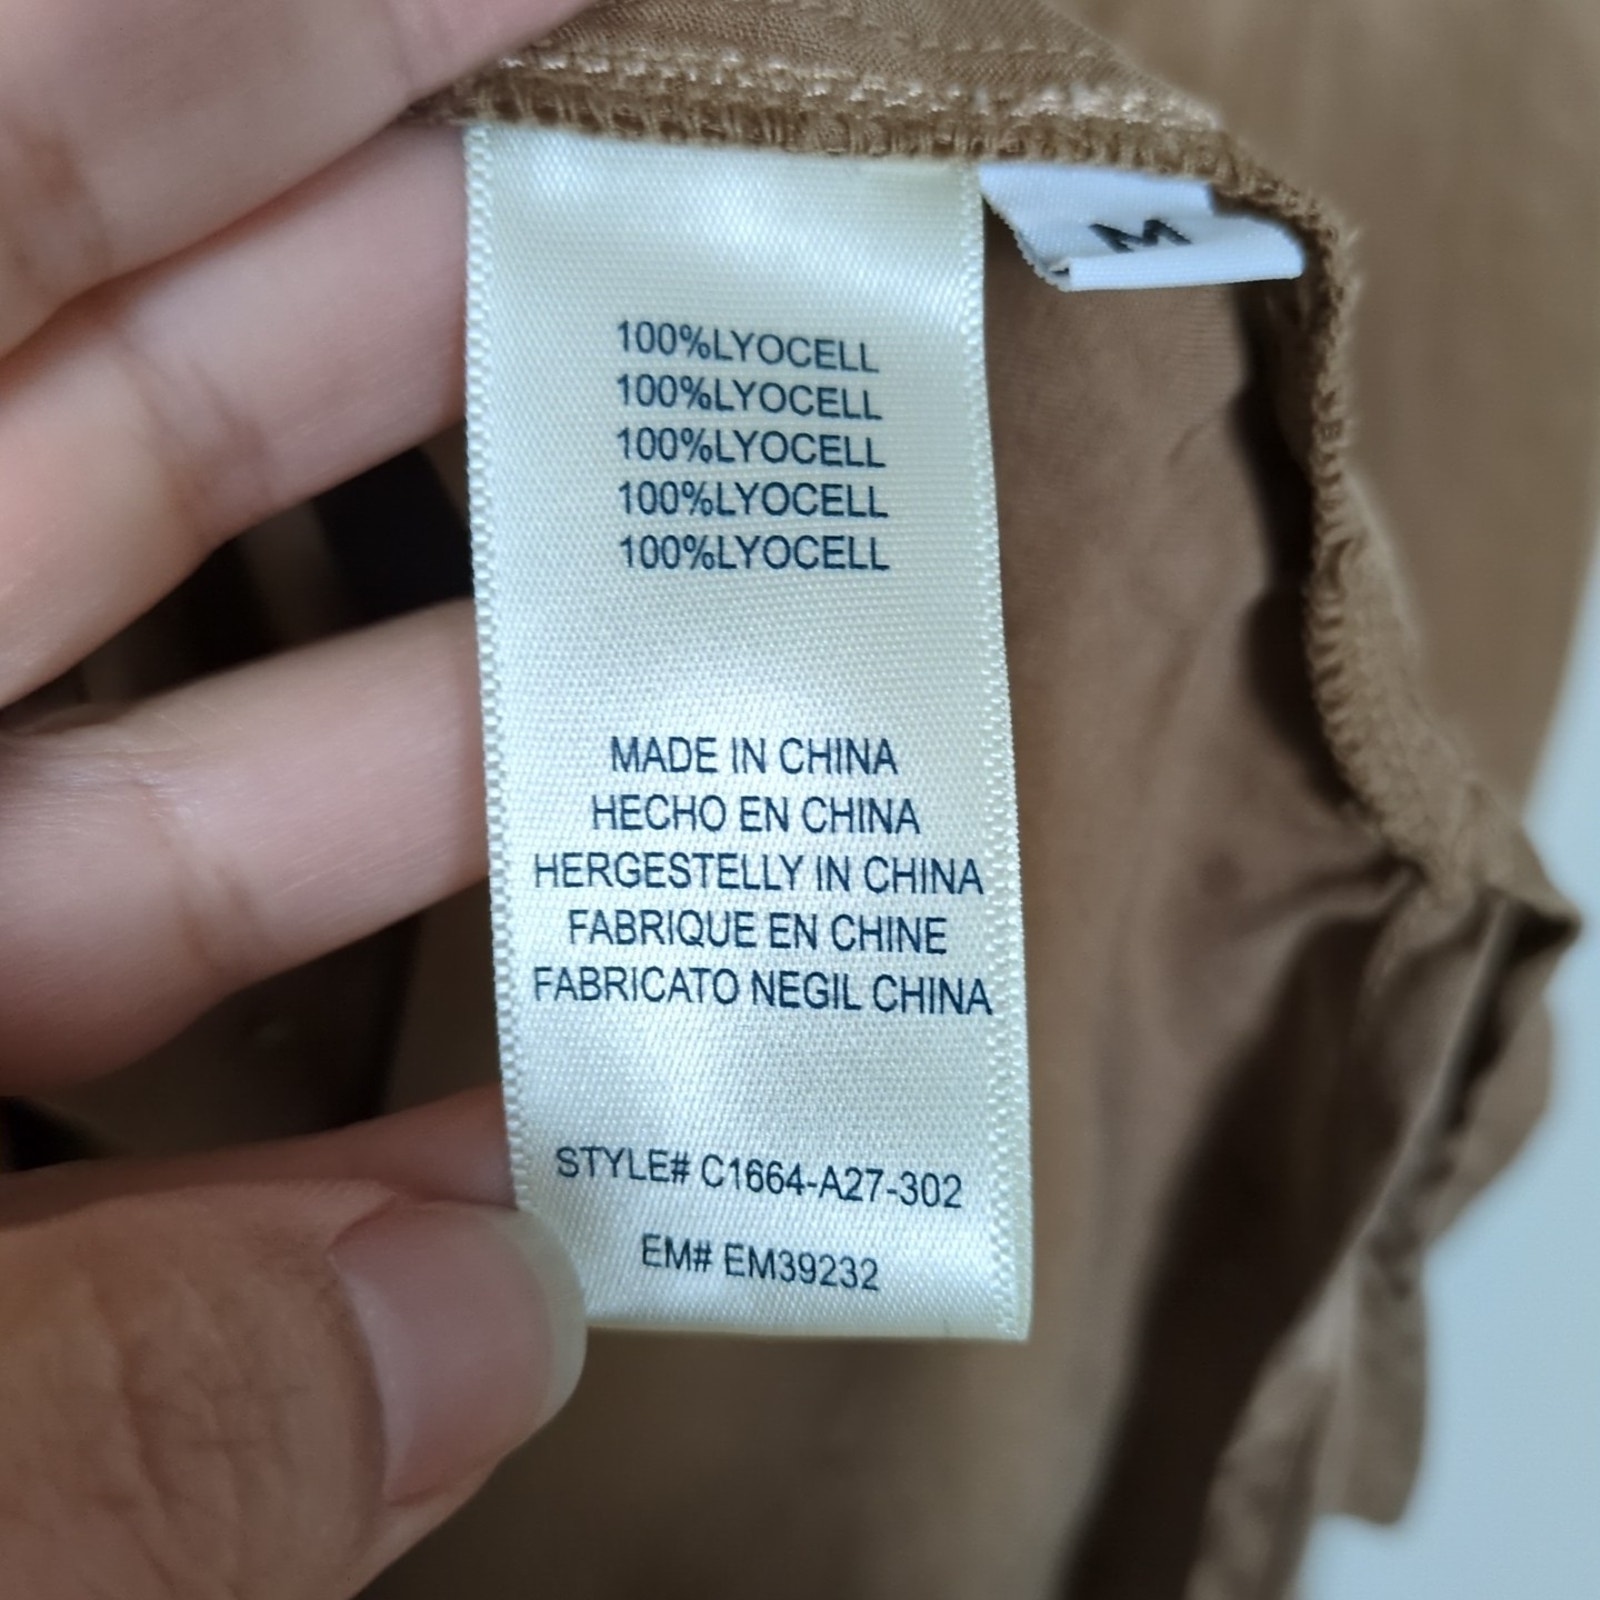 M
100%LYOCELL
100%LYOCELL
100%LYOCELL
100%LYOCELL
100%LYOCELL
MADE IN CHINA
HECHO EN CHINA
HERGESTELLY IN CHINA
FABRIQUE EN CHINE
FABRICATO NEGIL CHINA
STYLE# C1664-A27-302
EM# EM39232